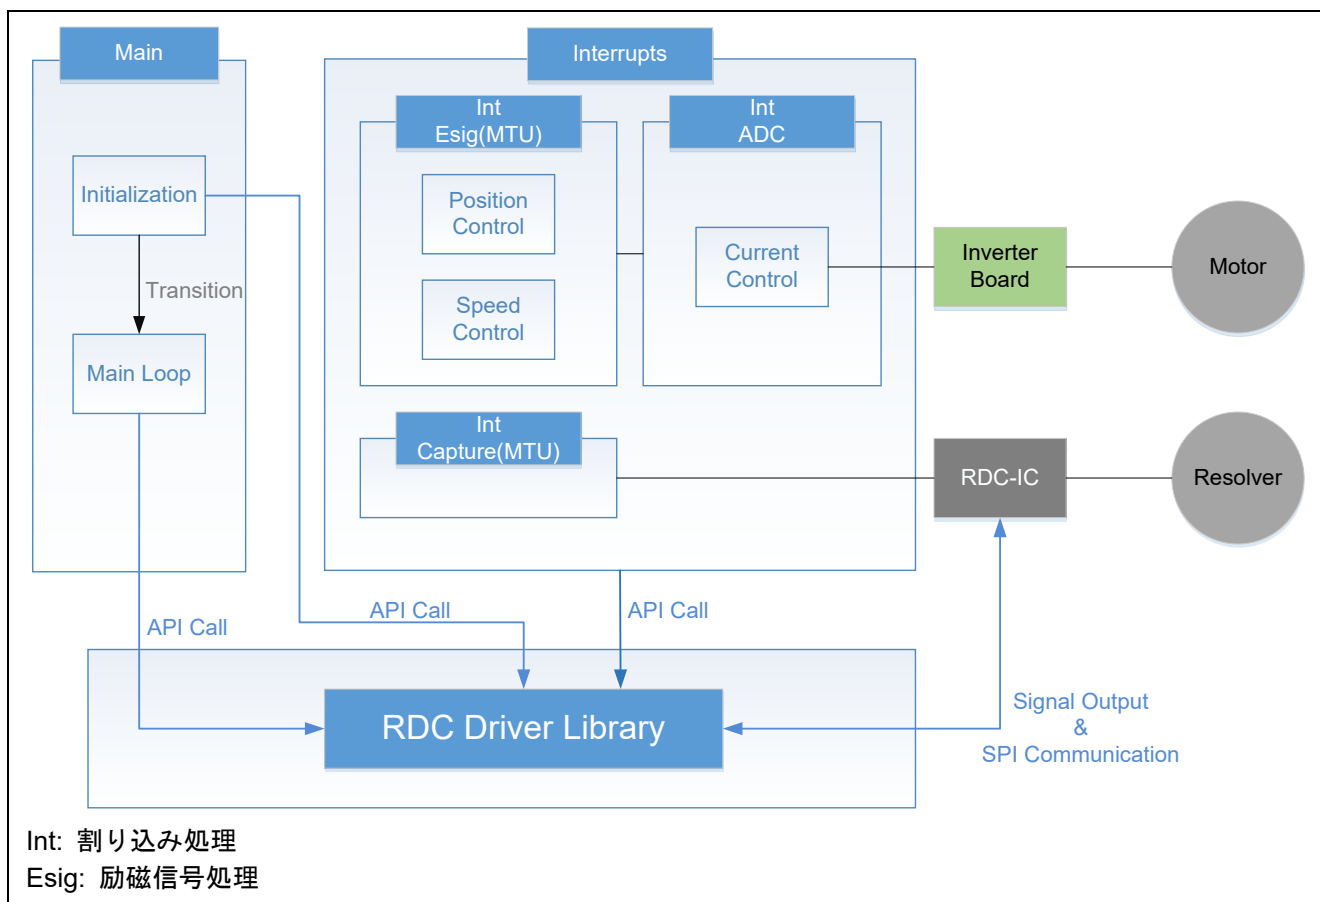 Main
Interrupts
Int
Esig(MTU)
Int
ADC
Initialization
Position
Control
Current
Control
Inverter
Board
Motor
Transition
Speed
Control
Main Loop
Int
Capture(MTU)
RDC-IC
Resolver
API Call
API Call
API Call
RDC Driver Library
Signal Output
&
SPI Communication
Int: 割り込み処理
Esig: 励磁信号処理